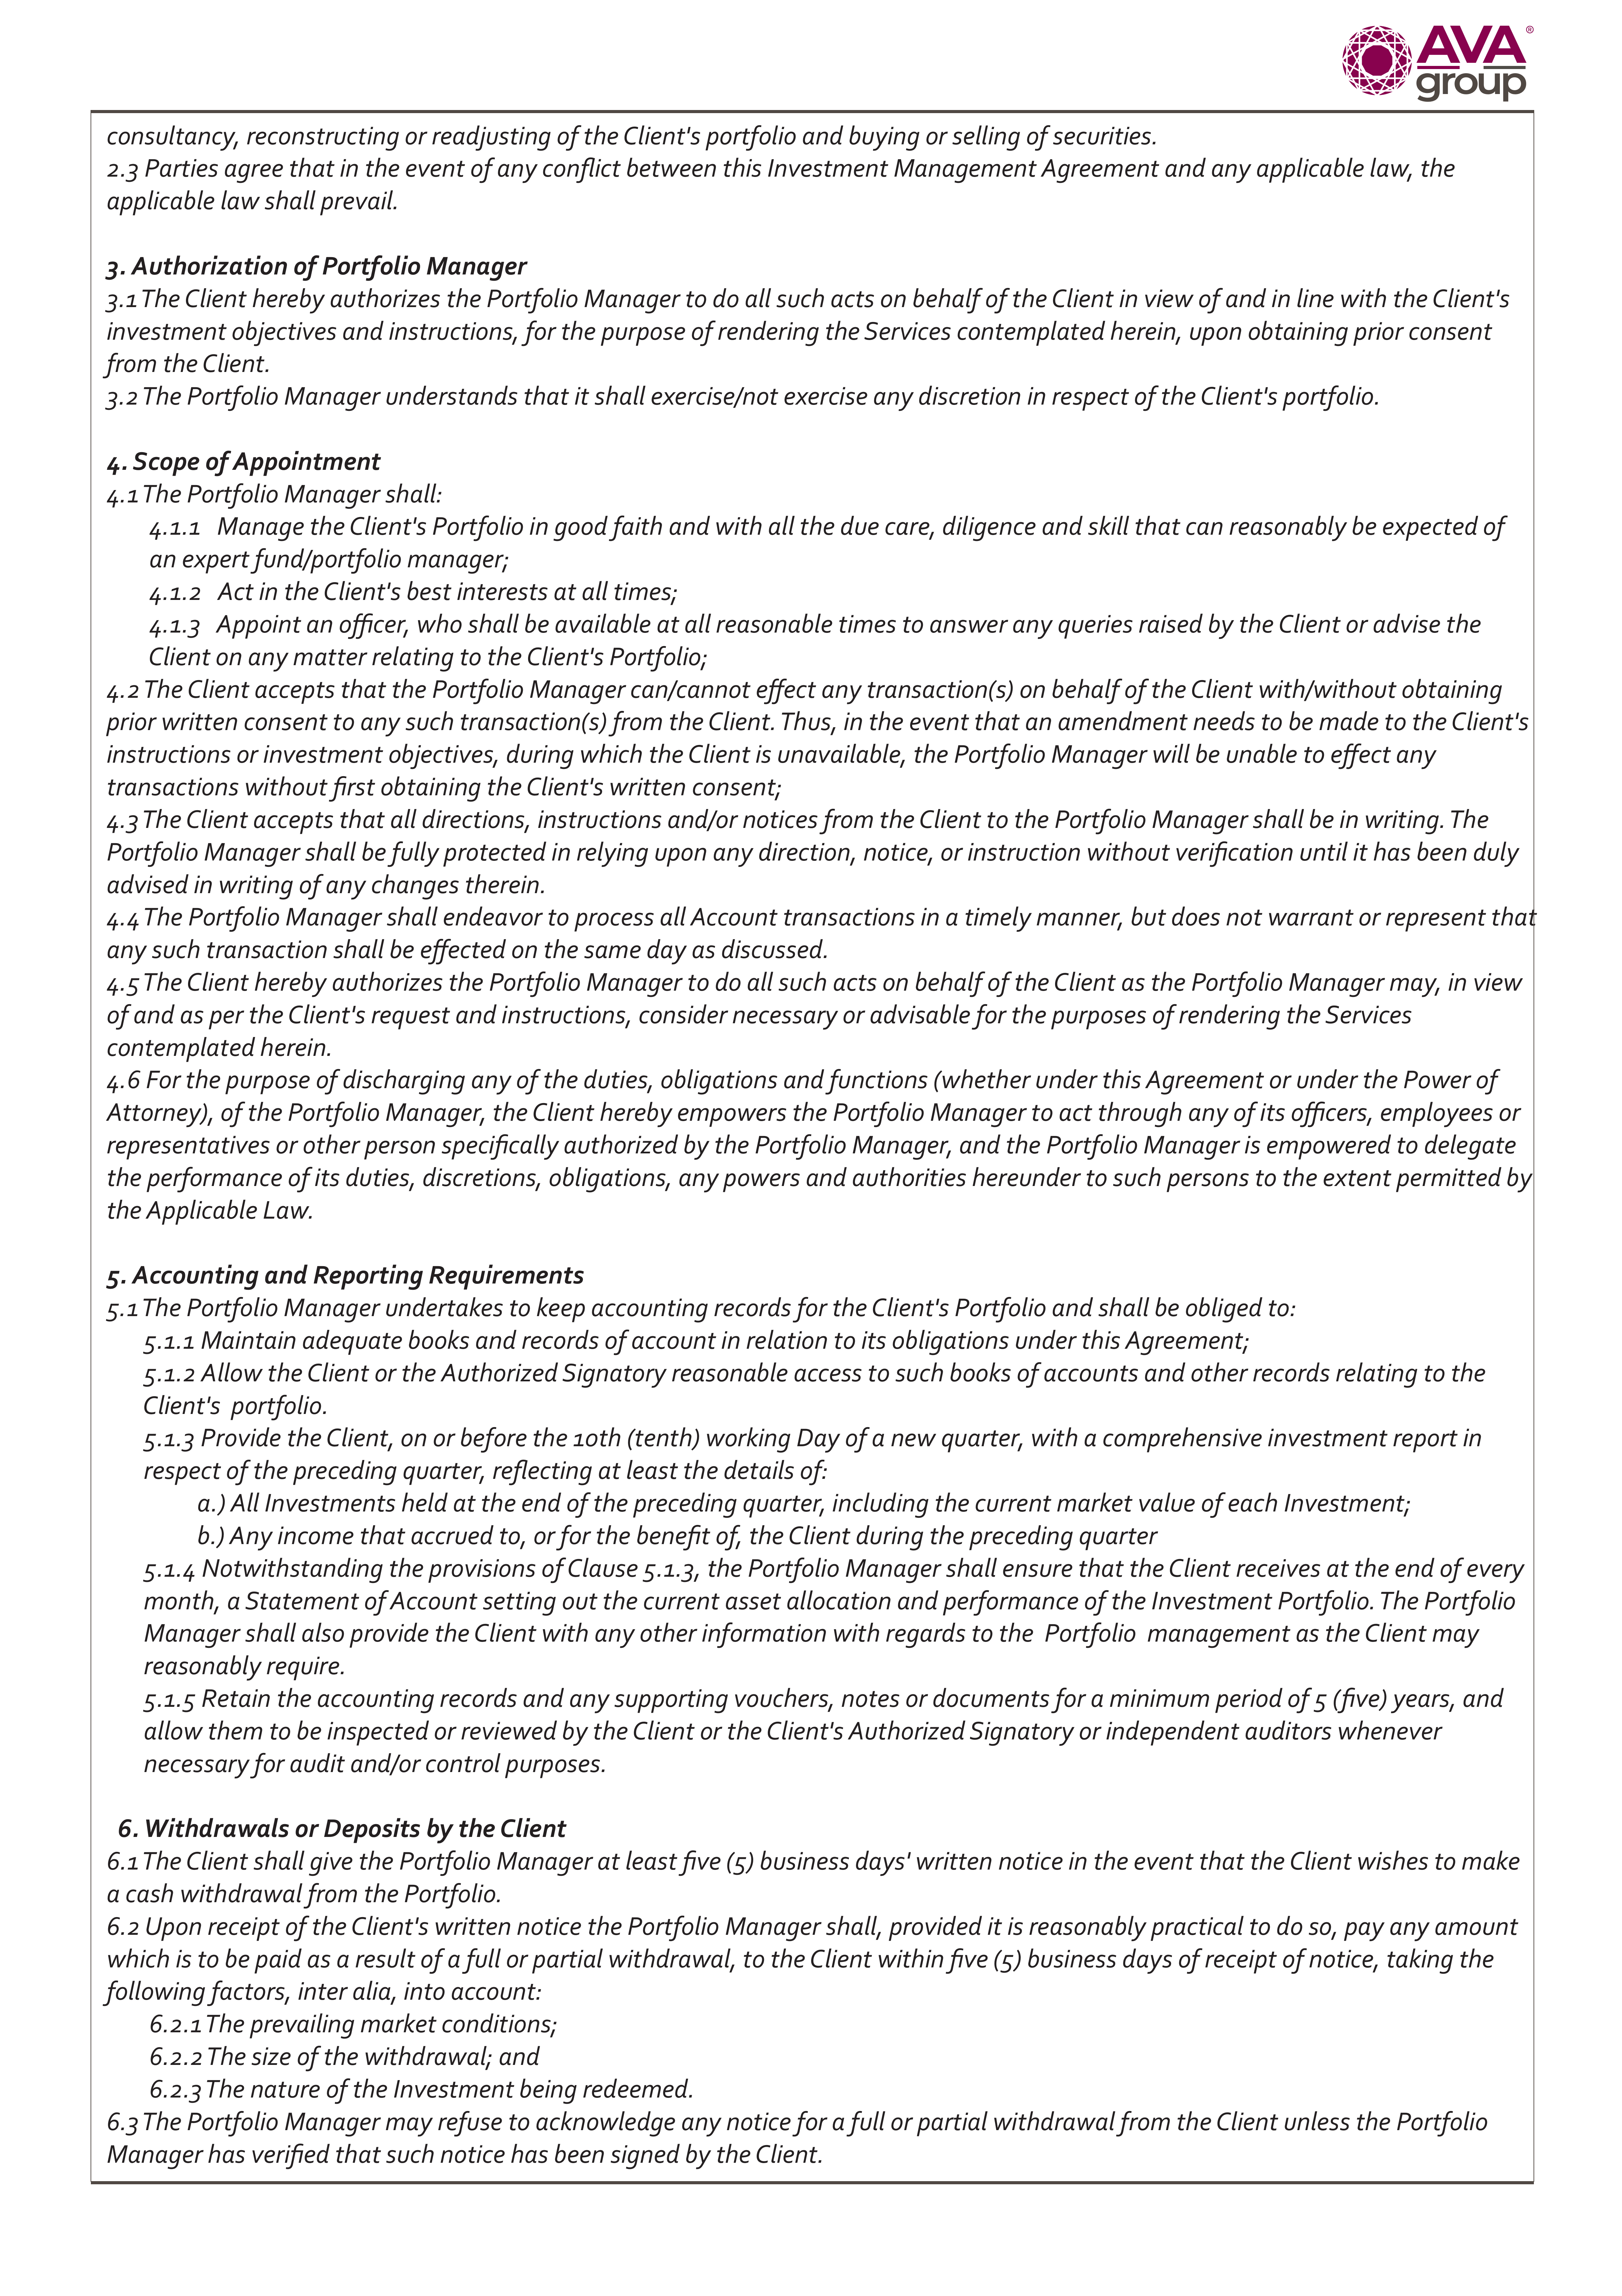 AVA®
group
consultancy, reconstructing or readjusting of the Client's portfolio and buying or selling of securities.
2.3 Parties agree that in the event of any conflict between this Investment Management Agreement and any applicable law, the
applicable law shall prevail.
3. Authorization of Portfolio Manager
3.1 The Client hereby authorizes the Portfolio Manager to do all such acts on behalf of the Client in view of and in line with the Client's
investment objectives and instructions, for the purpose of rendering the Services contemplated herein, upon obtaining prior consent
from the Client.
3.2 The Portfolio Manager understands that it shall exercise/not exercise any discretion in respect of the Client's portfolio.
4. Scope of Appointment
4.1 The Portfolio Manager shall:
4.1.1 Manage the Client's Portfolio in good faith and with all the due care, diligence and skill that can reasonably be expected of
an expert fund/portfolio manager;
4.1.2 Act in the Client's best interests at all times;
4.1.3 Appoint an officer, who shall be available at all reasonable times to answer any queries raised by the Client or advise the
Client on any matter relating to the Client's Portfolio;
4.2 The Client accepts that the Portfolio Manager can/cannot effect any transaction(s) on behalf of the Client with/without obtaining
prior written consent to any such transaction(s) from the Client. Thus, in the event that an amendment needs to be made to the Client's
instructions or investment objectives, during which the Client is unavailable, the Portfolio Manager will be unable to effect any
transactions without first obtaining the Client's written consent;
4.3 The Client accepts that all directions, instructions and/or notices from the Client to the Portfolio Manager shall be in writing. The
Portfolio Manager shall be fully protected in relying upon any direction, notice, or instruction without verification until it has been duly
advised in writing of any changes therein.
4.4 The Portfolio Manager shall endeavor to process all Account transactions in a timely manner, but does not warrant or represent that
any such transaction shall be effected on the same day as discussed.
4.5 The Client hereby authorizes the Portfolio Manager to do all such acts on behalf of the Client as the Portfolio Manager may, in view
of and as per the Client's request and instructions, consider necessary or advisable for the purposes of rendering the Services
contemplated herein.
4.6 For the purpose of discharging any of the duties, obligations and functions (whether under this Agreement or under the Power of
Attorney), of the Portfolio Manager, the Client hereby empowers the Portfolio Manager to act through any of its officers, employees or
representatives or other person specifically authorized by the Portfolio Manager, and the Portfolio Manager is empowered to delegate
the performance of its duties, discretions, obligations, any powers and authorities hereunder to such persons to the extent permitted by
the Applicable Law.
5. Accounting and Reporting Requirements
5.1 The Portfolio Manager undertakes to keep accounting records for the Client's Portfolio and shall be obliged to:
5.1.1 Maintain adequate books and records of account in relation to its obligations under this Agreement;
5.1.2 Allow the Client or the Authorized Signatory reasonable access to such books of accounts and other records relating to the
Client's portfolio.
5.1.3 Provide the Client, on or before the 10th (tenth) working Day of a new quarter, with a comprehensive investment report in
respect of the preceding quarter, reflecting at least the details of:
a.) All Investments held at the end of the preceding quarter, including the current market value of each Investment;
b.) Any income that accrued to, or for the benefit of, the Client during the preceding quarter
5.1.4 Notwithstanding the provisions of Clause 5.1.3, the Portfolio Manager shall ensure that the Client receives at the end of every
month, a Statement of Account setting out the current asset allocation and performance of the Investment Portfolio. The Portfolio
Manager shall also provide the Client with any other information with regards to the Portfolio management as the Client may
reasonably require.
5.1.5 Retain the accounting records and any supporting vouchers, notes or documents for a minimum period of 5 (five) years, and
allow them to be inspected or reviewed by the Client or the Client's Authorized Signatory or independent auditors whenever
necessary for audit and/or control purposes.
6. Withdrawals or Deposits by the Client
6.1 The Client shall give the Portfolio Manager at least five (5) business days' written notice in the event that the Client wishes to make
a cash withdrawal from the Portfolio.
6.2 Upon receipt of the Client's written notice the Portfolio Manager shall, provided it is reasonably practical to do so, pay any amount
which is to be paid as a result of a full or partial withdrawal, to the Client within five (5) business days of receipt of notice, taking the
following factors, inter alia, into account:
6.2.1 The prevailing market conditions;
6.2.2 The size of the withdrawal; and
6.2.3 The nature of the Investment being redeemed.
6.3 The Portfolio Manager may refuse to acknowledge any notice for a full or partial withdrawal from the Client unless the Portfolio
Manager has verified that such notice has been signed by the Client.